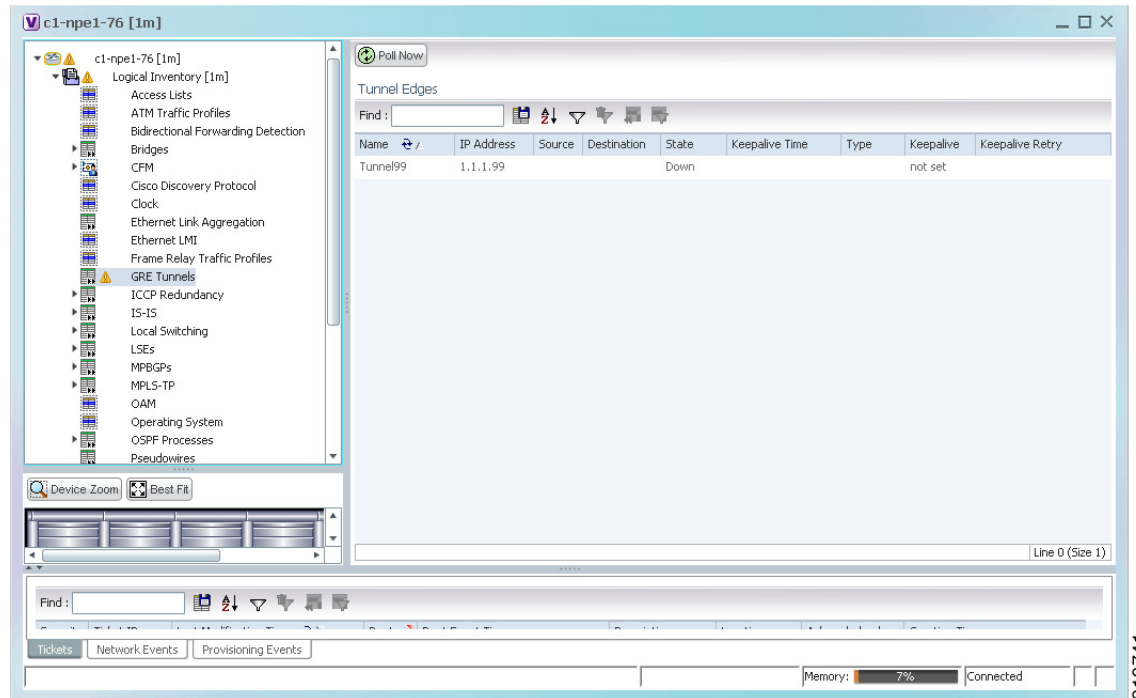 V c1-npe1-76 [1m]
c1-npe1-76 [1m]
Logical Inventory [1m]
Access Lists
ATM Traffic Profiles
Bidirectional Forwarding Detection
Bridges
CFM
Cisco Discovery Protocol
Clock
Ethernet Link Aggregation
Ethernet LMI
Frame Relay Traffic Profiles
GRE Tunnels
ICCP Redundancy
IS-IS
Local Switching
LSEs
MPBGPs
MPLS-TP
OAM
Operating System
OSPF Processes
Pseudowires
Device Zoom Best Fit
Poll Now
Tunnel Edges
Find :
Name IP Address Source Destination State Keepalive Time Type Keepalive Keepalive Retry
Tunnel99 1.1.1.99 Down not set
Line 0 (Size 1)
Find :
Tickets Network Events Provisioning Events
Memory: 7% Connected